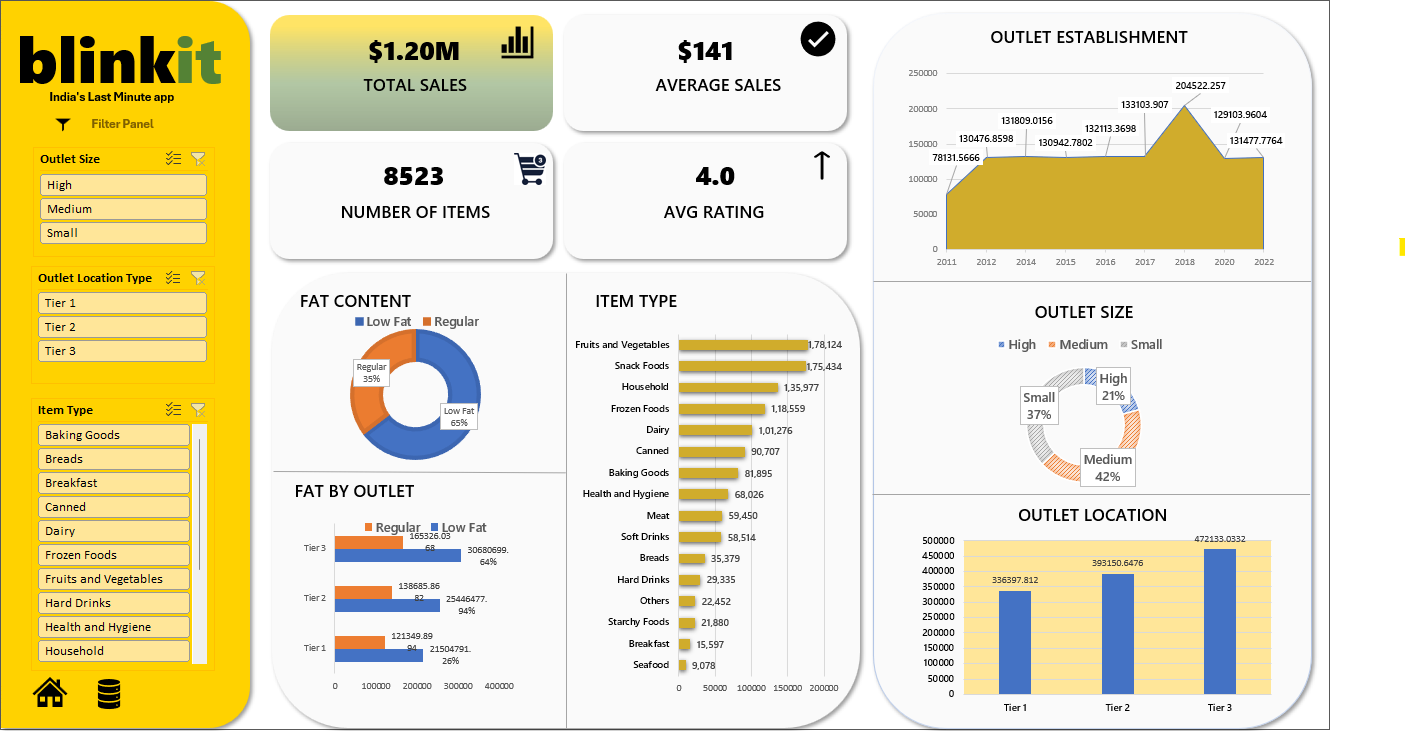 blinkit
India's Last Minute app
Filter Panel
Outlet Size
High
Medium
Small
Outlet Location Type
Tier 1
Tier 2
Tier 3
Item Type
Baking Goods
Breads
Breakfast
Canned
Dairy
Frozen Foods
Fruits and Vegetables
Hard Drinks
Health and Hygiene
Household
$1.20M
TOTAL SALES
$141
AVERAGE SALES
8523
3
NUMBER OF ITEMS
4.0
AVG RATING
FAT CONTENT
Low Fat Regular
Regular
35%
Low Fat
65%
FAT BY OUTLET
Regular Low Fat
Tier 3
165326.03
68
30680699.
64%
Tier 2
138685.86
82
25446477.
94%
Tier 1
121349.89
94
21504791.
26%
0 100000 200000 300000 400000
ITEM TYPE
Fruits and Vegetables 1,78,124
Snack Foods 1,75,434
Household 1,35,977
Frozen Foods 1,18,559
Dairy 1,01,276
Canned 90,707
Baking Goods 81,895
Health and Hygiene 68,026
Meat 59,450
Soft Drinks 58,514
Breads 35,379
Hard Drinks 29,335
Others 22,452
Starchy Foods 21,880
Breakfast 15,597
Seafood 9,078
0 50000 100000 150000 200000
OUTLET ESTABLISHMENT
250000
200000
150000
100000
50000
0
78131.5666
130476.8598
131809.0156
130942.7802
132113.3698
133103.907
204522.257
129103.9604
131477.7764
2011 2012 2014 2015 2016 2017 2018 2020 2022
OUTLET SIZE
High Medium Small
High
21%
Small
37%
Medium
42%
OUTLET LOCATION
500000
450000
400000
350000
300000
250000
200000
150000
100000
50000
0
336397.812
393150.6476
472133.0332
Tier 1 Tier 2 Tier 3